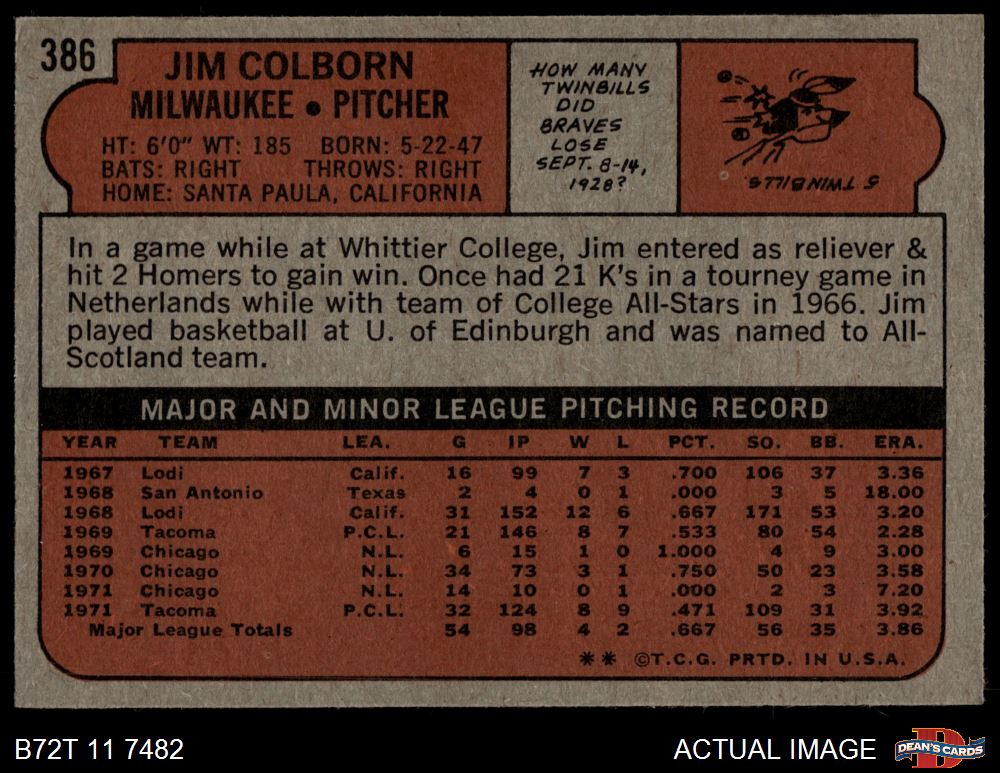 386
JIM COLBORN
MILWAUKEE • PITCHER
HT: 6'0" WT: 185 BORN: 5-22-47
BATS: RIGHT THROWS: RIGHT
HOME: SANTA PAULA, CALIFORNIA
HOW MANY
TWINBILLS
DID
BRAVES
LOSE
SEPT. 8-14,
1928?
5 TWINBILLS
In a game while at Whittier College, Jim entered as reliever &
hit 2 Homers to gain win. Once had 21 K's in a tourney game in
Netherlands while with team of College All-Stars in 1966. Jim
played basketball at U. of Edinburgh and was named to All-
Scotland team.
MAJOR AND MINOR LEAGUE PITCHING RECORD
YEAR TEAM LEA. G IP W L PCT. SO. BB. ERA.
1967 Lodi Calif. 16 99 7 3 .700 106 37 3.36
1968 San Antonio Texas 2 4 0 1 .000 3 5 18.00
1968 Lodi Calif. 31 152 12 6 .667 171 53 3.20
1969 Tacoma P.C.L. 21 146 8 7 .533 80 54 2.28
1969 Chicago N.L. 6 15 1 0 1.000 4 9 3.00
1970 Chicago N.L. 34 73 3 1 .750 50 23 3.58
1971 Chicago N.L. 14 10 0 1 .000 2 3 7.20
1971 Tacoma P.C.L. 32 124 8 9 .471 109 31 3.92
Major League Totals 54 98 4 2 .667 56 35 3.86
** ©T.C.G. PRTD. IN U.S.A.
B72T 11 7482
ACTUAL IMAGE
D
DEAN'S CARDS